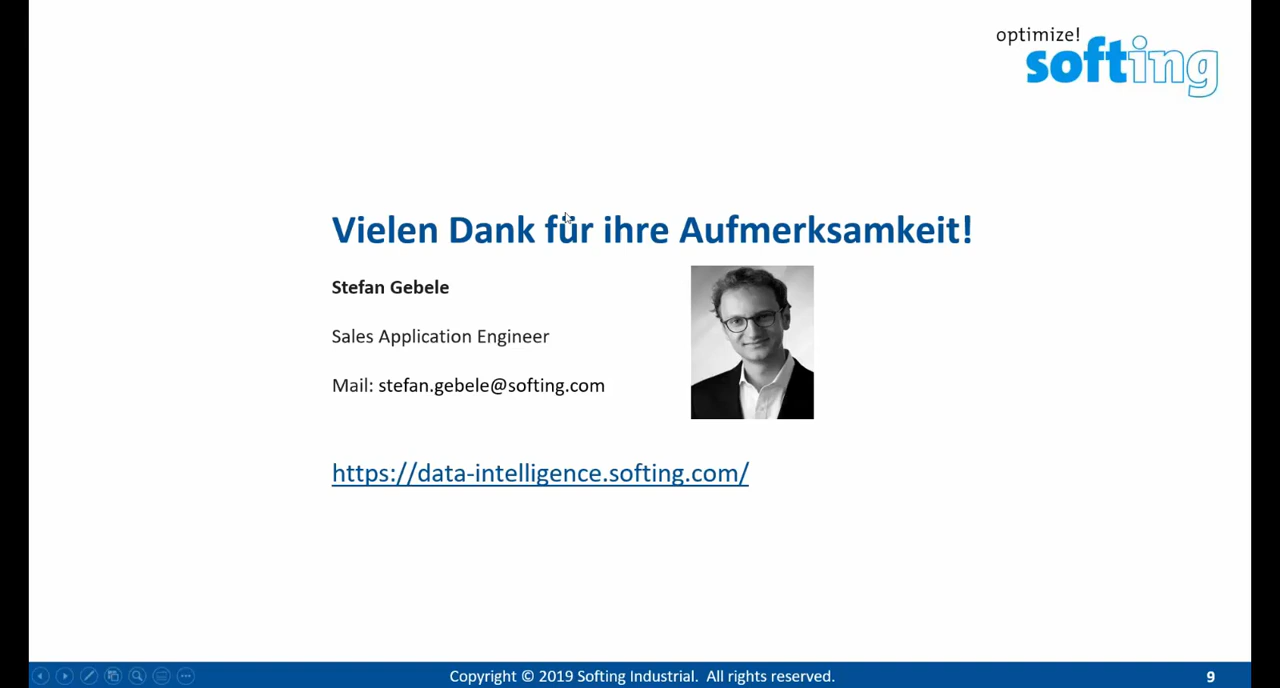 optimize!
softing
Vielen Dank für ihre Aufmerksamkeit!
Stefan Gebele
Sales Application Engineer
Mail: stefan.gebele@softing.com
https://data-intelligence.softing.com/
Copyright © 2019 Softing Industrial. All rights reserved.
9